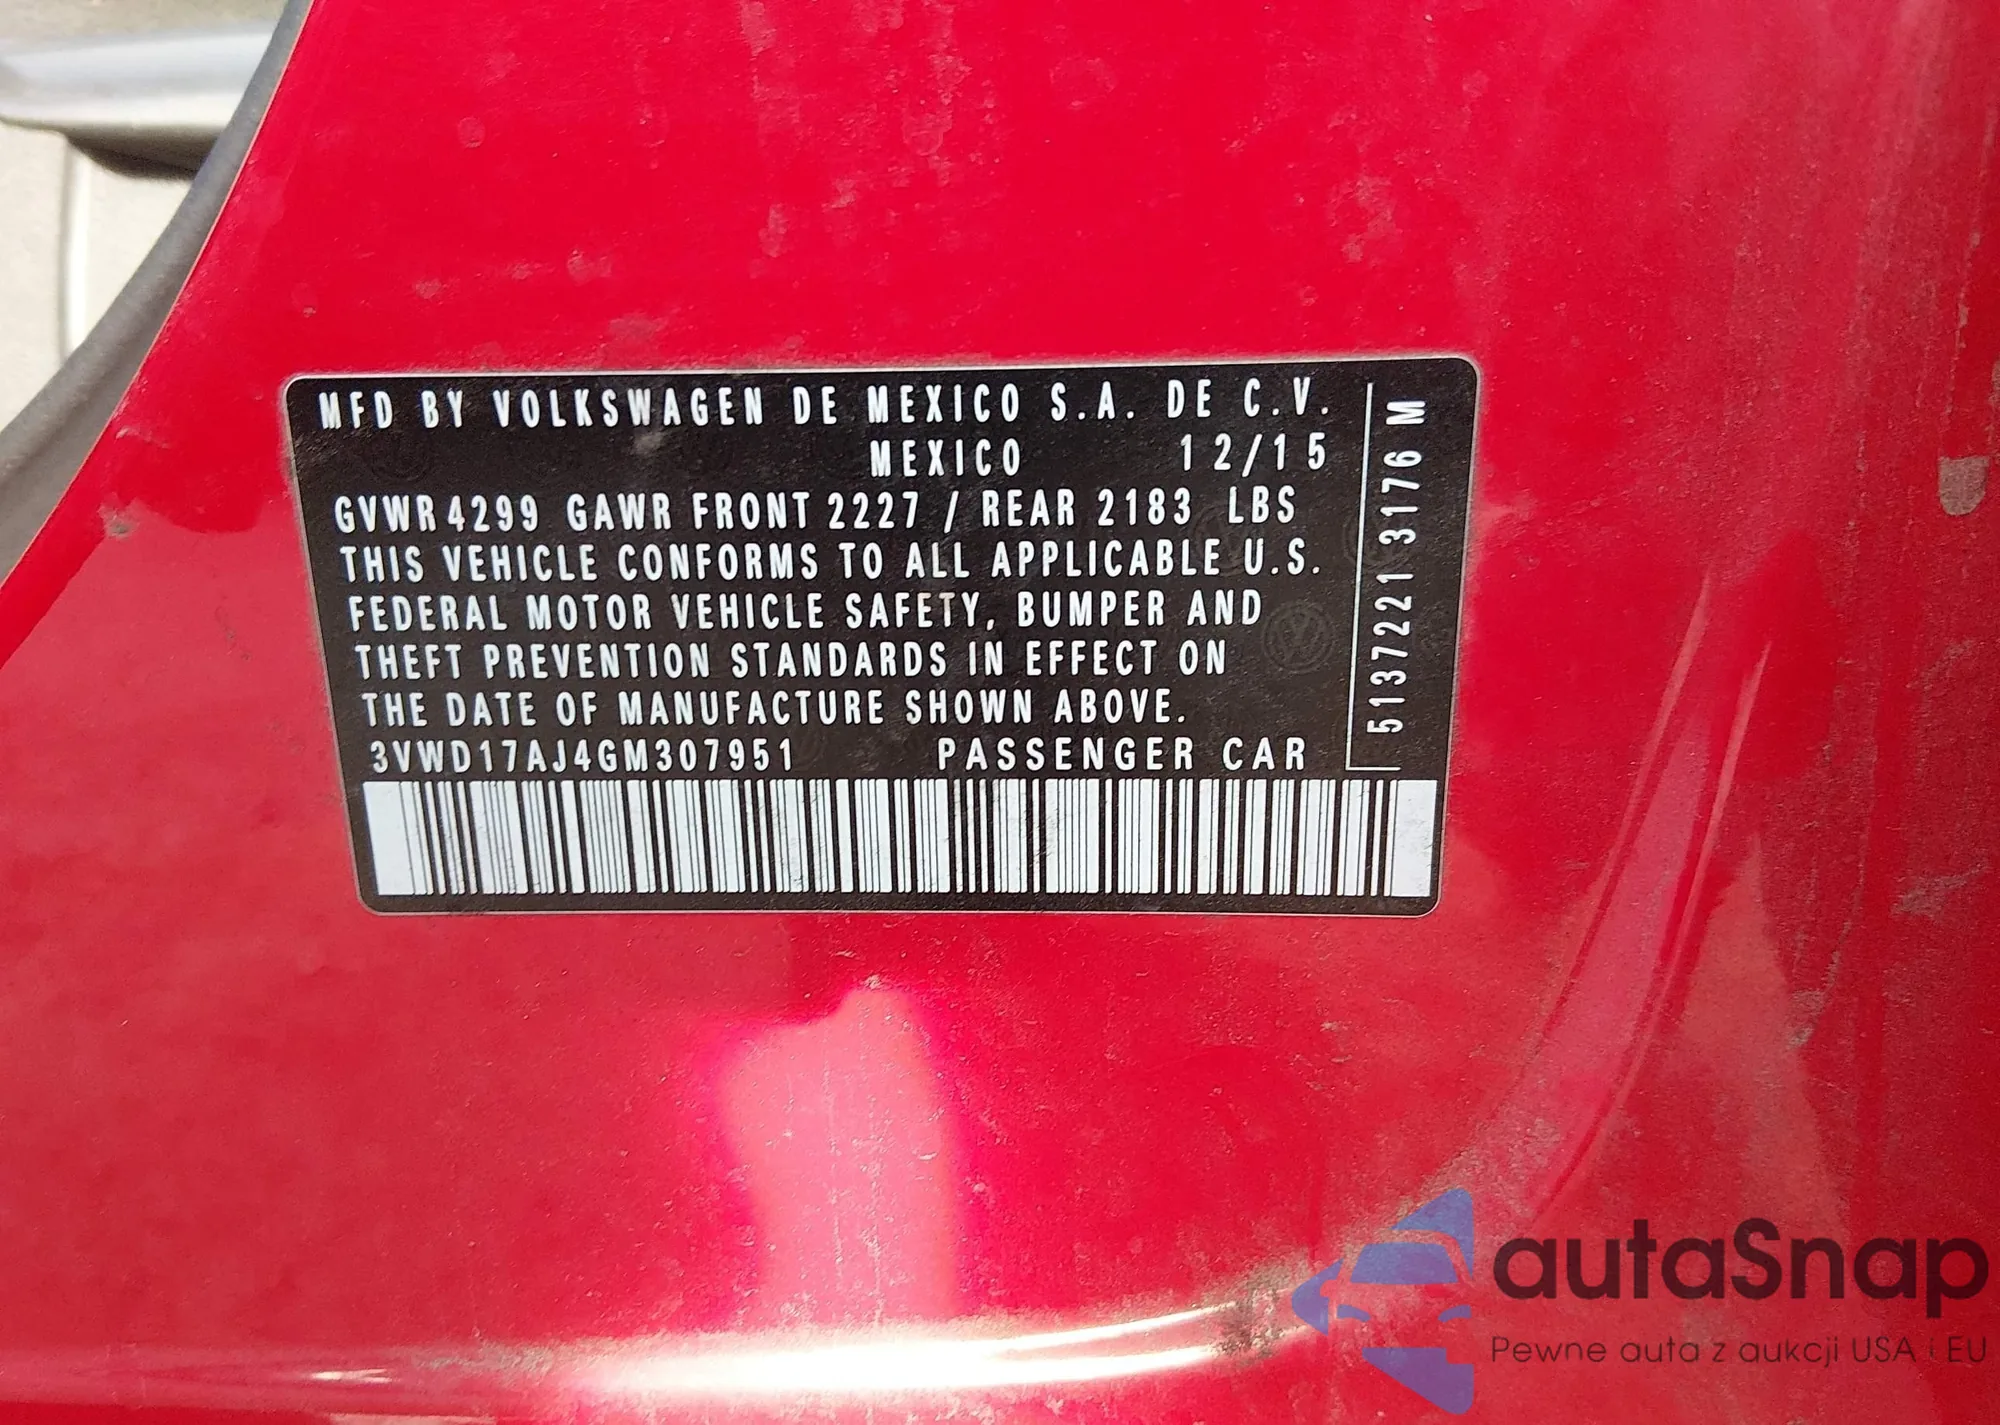 MFD BY VOLKSWAGEN DE MEXICO S.A. DE C.V.
MEXICO 12/15
GVWR 4299 GAWR FRONT 2227 / REAR 2183 LBS
THIS VEHICLE CONFORMS TO ALL APPLICABLE U.S.
FEDERAL MOTOR VEHICLE SAFETY, BUMPER AND
THEFT PREVENTION STANDARDS IN EFFECT ON
THE DATE OF MANUFACTURE SHOWN ABOVE.
3VWD17AJ4GM307951 PASSENGER CAR
5137221 3176 M
autaSnap
Pewne auta z aukcji USA i EU